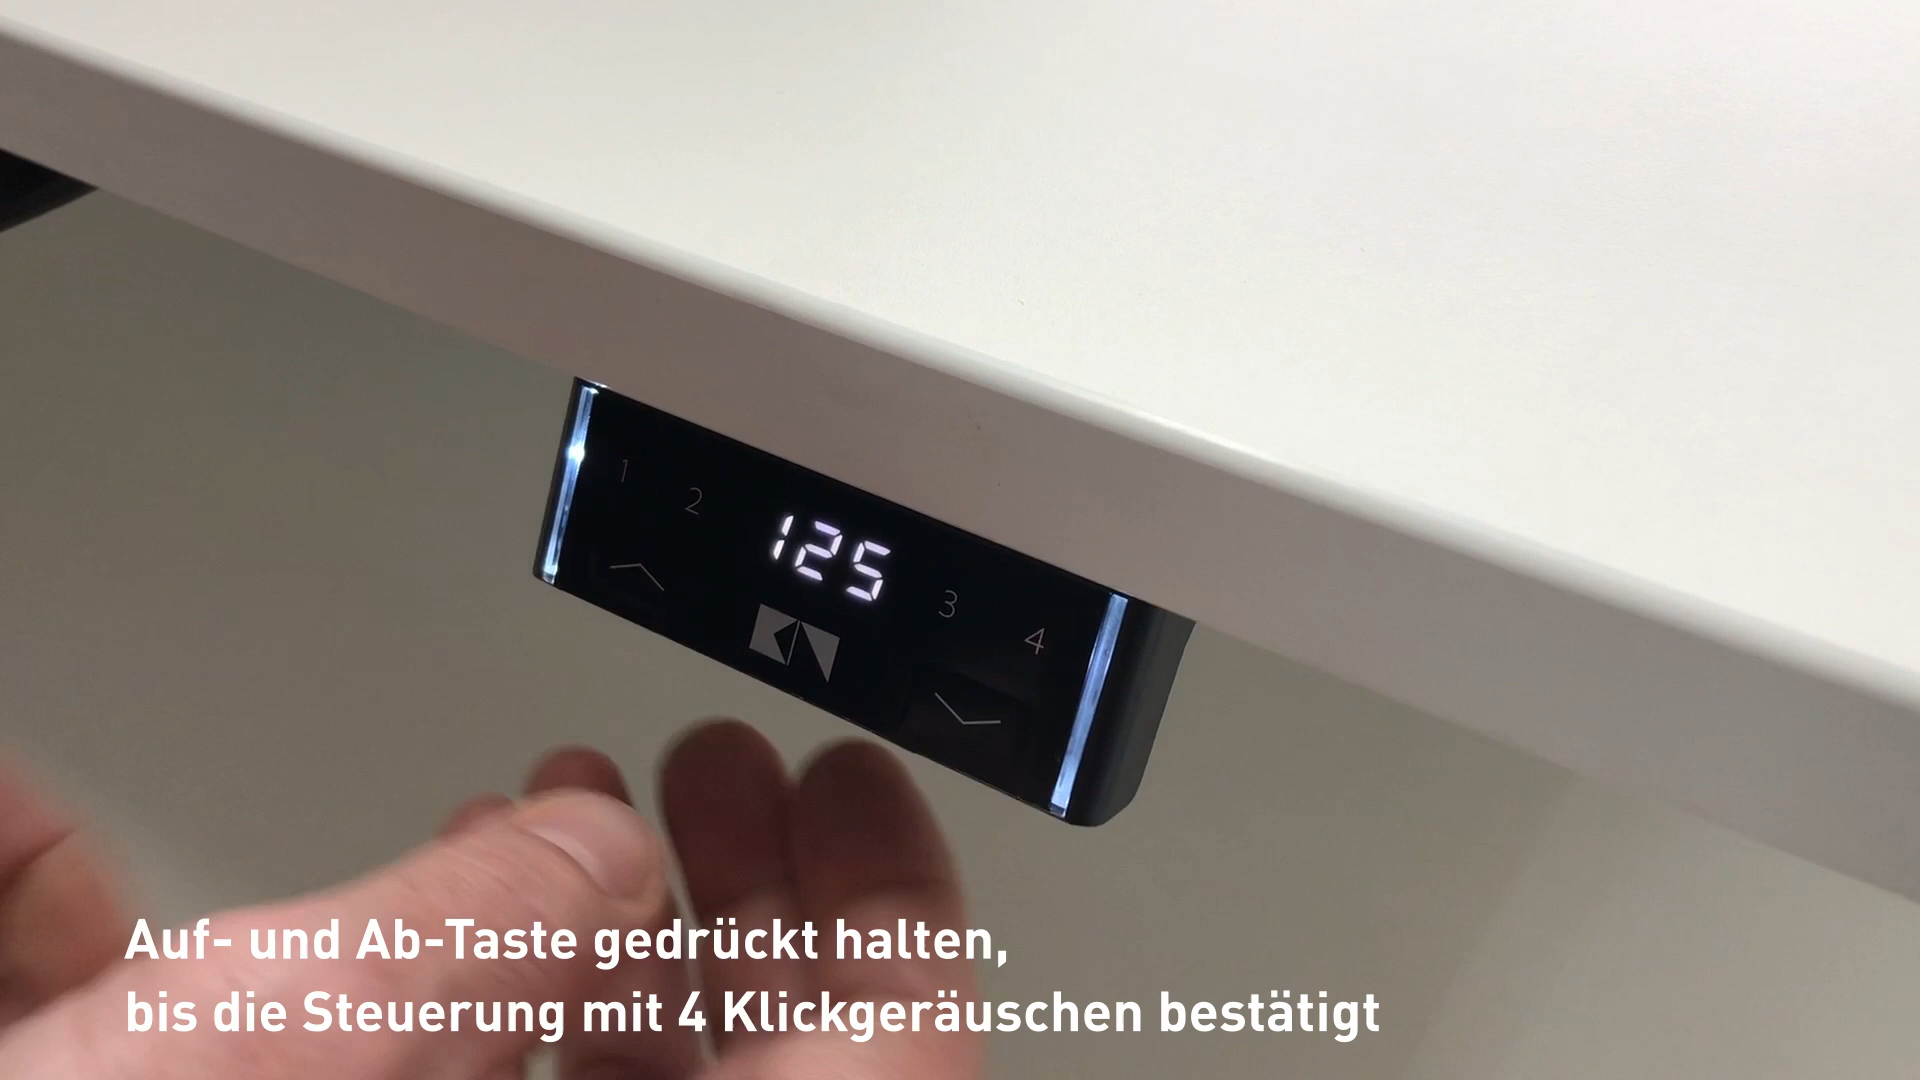 1 2 125 3 4
Auf- und Ab-Taste gedrückt halten,
bis die Steuerung mit 4 Klickgeräuschen bestätigt